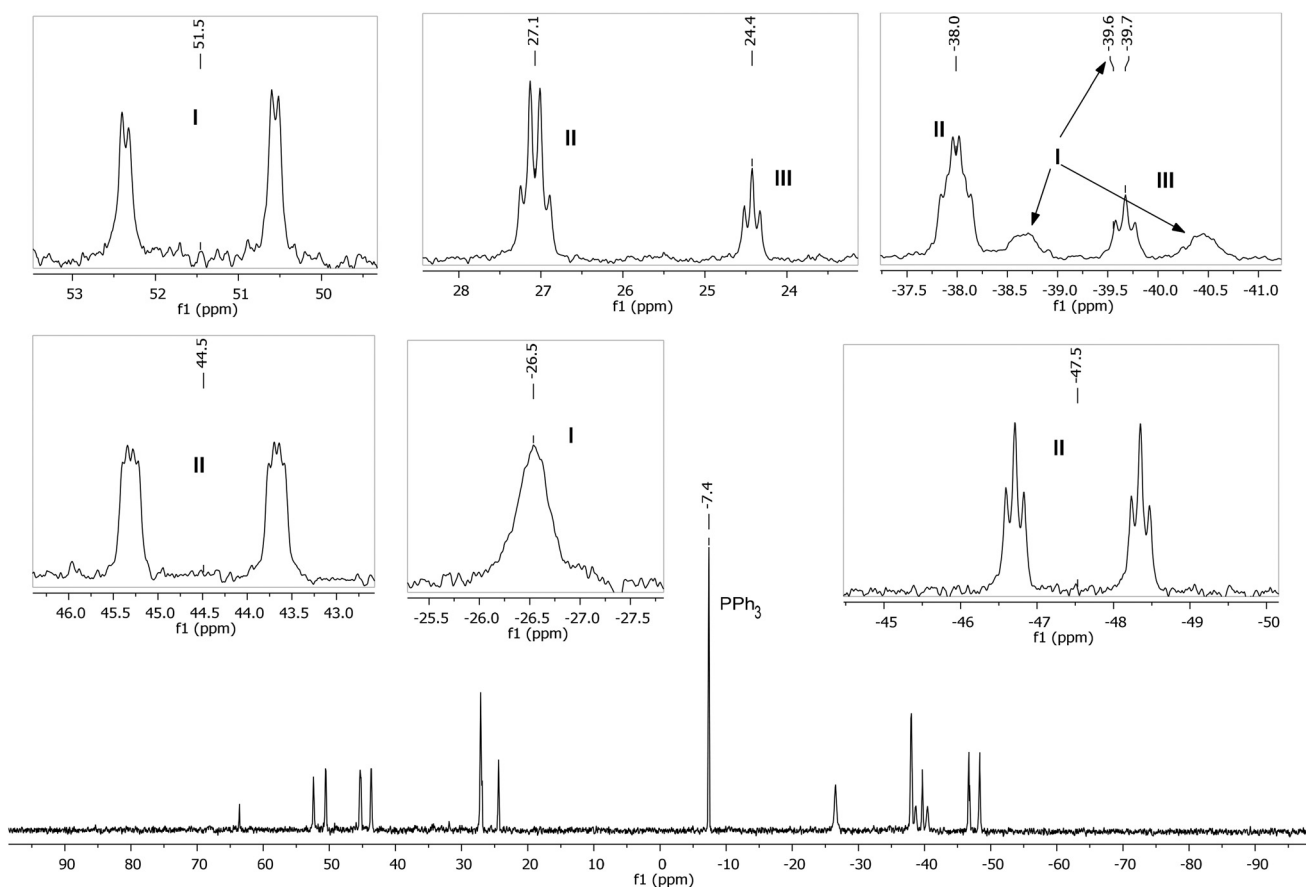 51.5
I
53 52 51 50
f1 (ppm)
27.1
24.4
II
III
28 27 26 25 24
f1 (ppm)
-38.0
-39.6
-39.7
II
I
III
-37.5 -38.0 -38.5 -39.0 -39.5 -40.0 -40.5 -41.0
f1 (ppm)
44.5
II
46.0 45.5 45.0 44.5 44.0 43.5 43.0
f1 (ppm)
-26.5
I
-25.5 -26.0 -26.5 -27.0 -27.5
f1 (ppm)
-47.5
II
-45 -46 -47 -48 -49 -50
f1 (ppm)
-7.4
PPh3
90 80 70 60 50 40 30 20 10 0 -10 -20 -30 -40 -50 -60 -70 -80 -90
f1 (ppm)